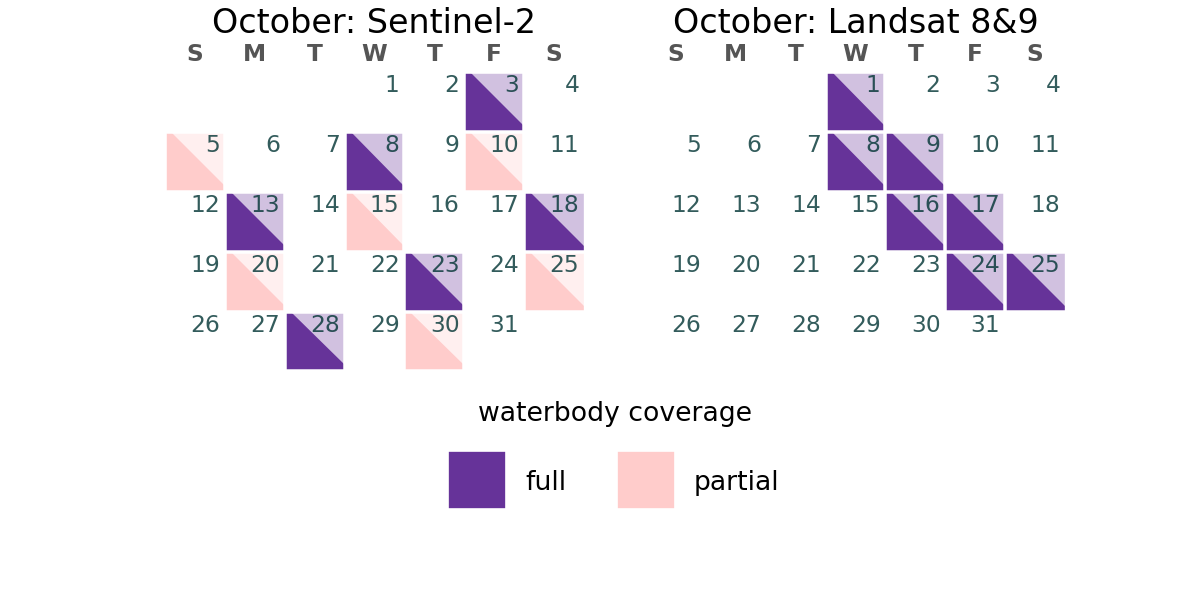 October: Sentinel-2
S M T W T F S
1 2 3 4
5 6 7 8 9 10 11
12 13 14 15 16 17 18
19 20 21 22 23 24 25
26 27 28 29 30 31
October: Landsat 8&9
S M T W T F S
1 2 3 4
5 6 7 8 9 10 11
12 13 14 15 16 17 18
19 20 21 22 23 24 25
26 27 28 29 30 31
waterbody coverage
full partial